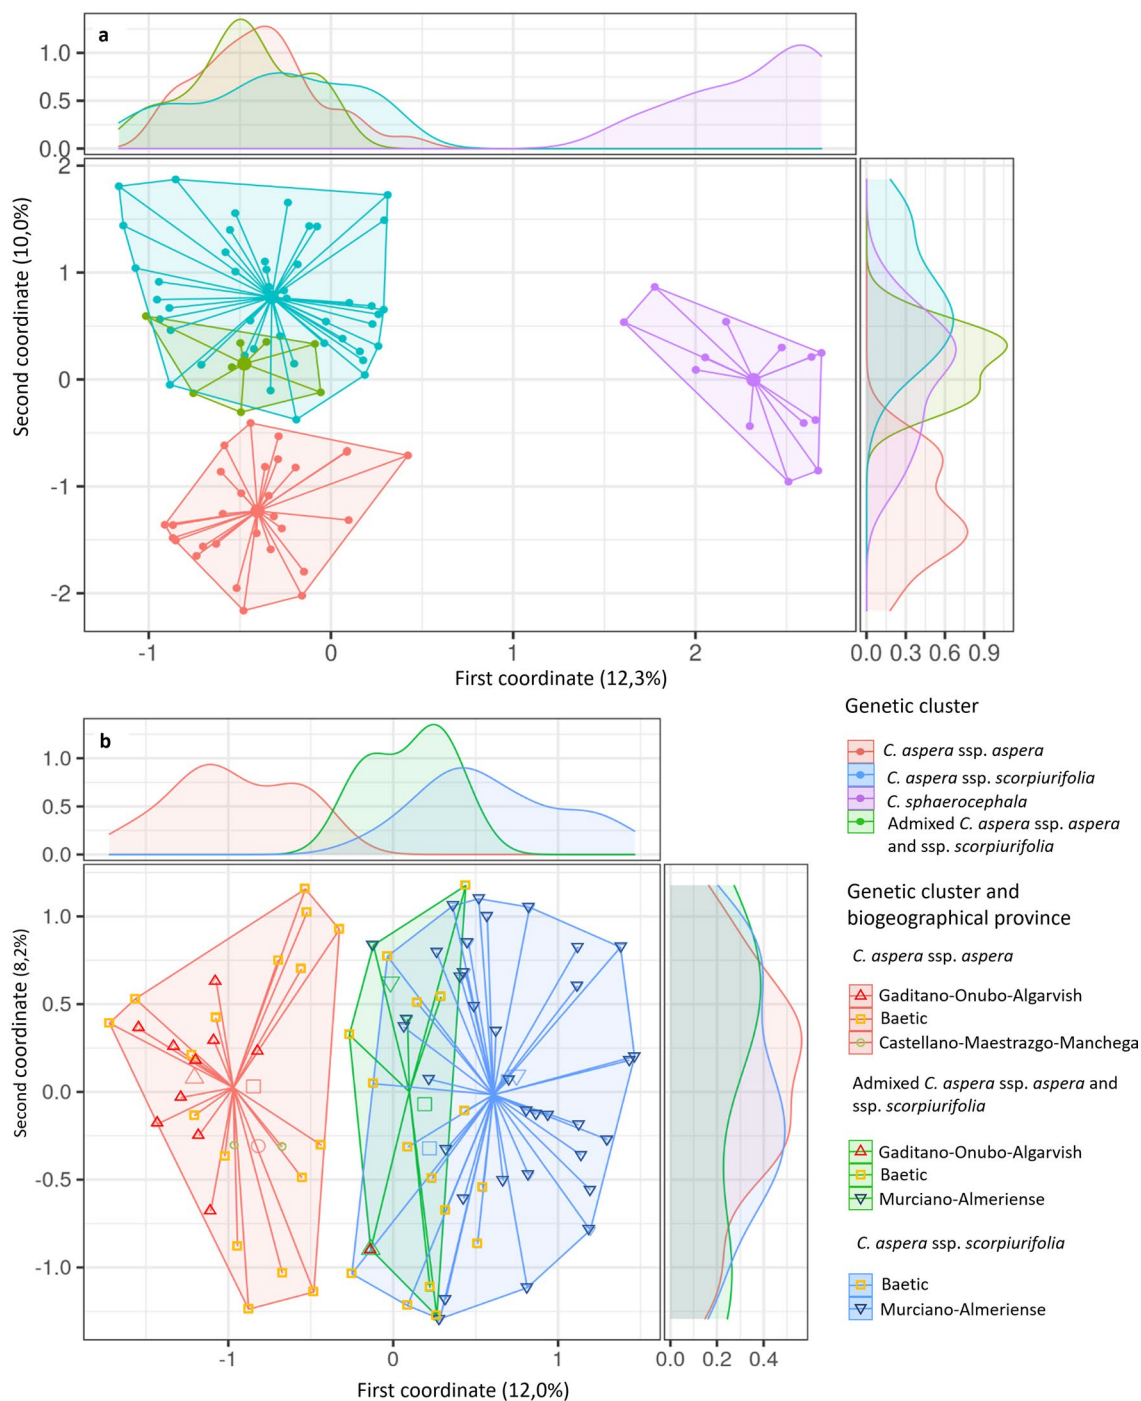 a
1.0
0.5
0.0
2
1
0
-1
-2
Second coordinate (10,0%)
-1 0 1 2
0.0 0.3 0.6 0.9
First coordinate (12,3%)
b
1.0
0.5
0.0
1.0
0.5
0.0
-0.5
-1.0
Second coordinate (8,2%)
-1 0 1
0.0 0.2 0.4
First coordinate (12,0%)
Genetic cluster
C. aspera ssp. aspera
C. aspera ssp. scorpiurifolia
C. sphaerocephala
Admixed C. aspera ssp. aspera
and ssp. scorpiurifolia
Genetic cluster and
biogeographical province
C. aspera ssp. aspera
Gaditano-Onubo-Algarvish
Baetic
Castellano-Maestrazgo-Manchega
Admixed C. aspera ssp. aspera and
ssp. scorpiurifolia
Gaditano-Onubo-Algarvish
Baetic
Murciano-Almeriense
C. aspera ssp. scorpiurifolia
Baetic
Murciano-Almeriense